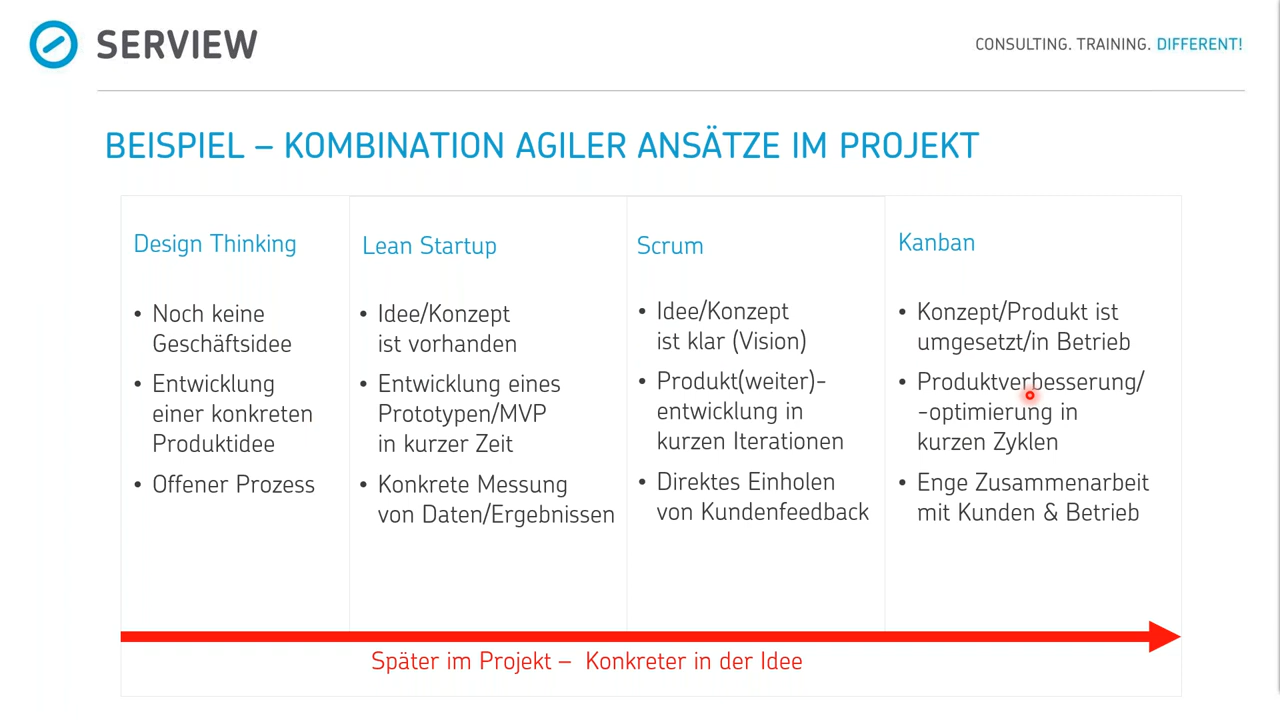 SERVIEW
CONSULTING. TRAINING. DIFFERENT!
BEISPIEL – KOMBINATION AGILER ANSÄTZE IM PROJEKT
Design Thinking
• Noch keine
Geschäftsidee
• Entwicklung
einer konkreten
Produktidee
• Offener Prozess
Lean Startup
• Idee/Konzept
ist vorhanden
• Entwicklung eines
Prototypen/MVP
in kurzer Zeit
• Konkrete Messung
von Daten/Ergebnissen
Scrum
• Idee/Konzept
ist klar (Vision)
• Produkt(weiter)-
entwicklung in
kurzen Iterationen
• Direktes Einholen
von Kundenfeedback
Kanban
• Konzept/Produkt ist
umgesetzt/in Betrieb
• Produktverbesserung/
-optimierung in
kurzen Zyklen
• Enge Zusammenarbeit
mit Kunden & Betrieb
Später im Projekt – Konkreter in der Idee